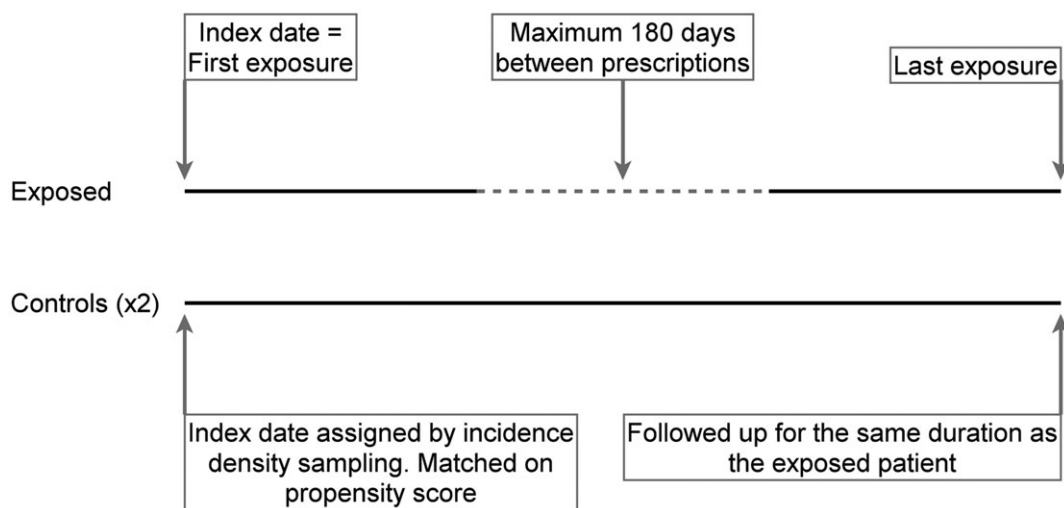 Index date =
First exposure
Maximum 180 days
between prescriptions
Last exposure
Exposed
Controls (x2)
Index date assigned by incidence
density sampling. Matched on
propensity score
Followed up for the same duration as
the exposed patient